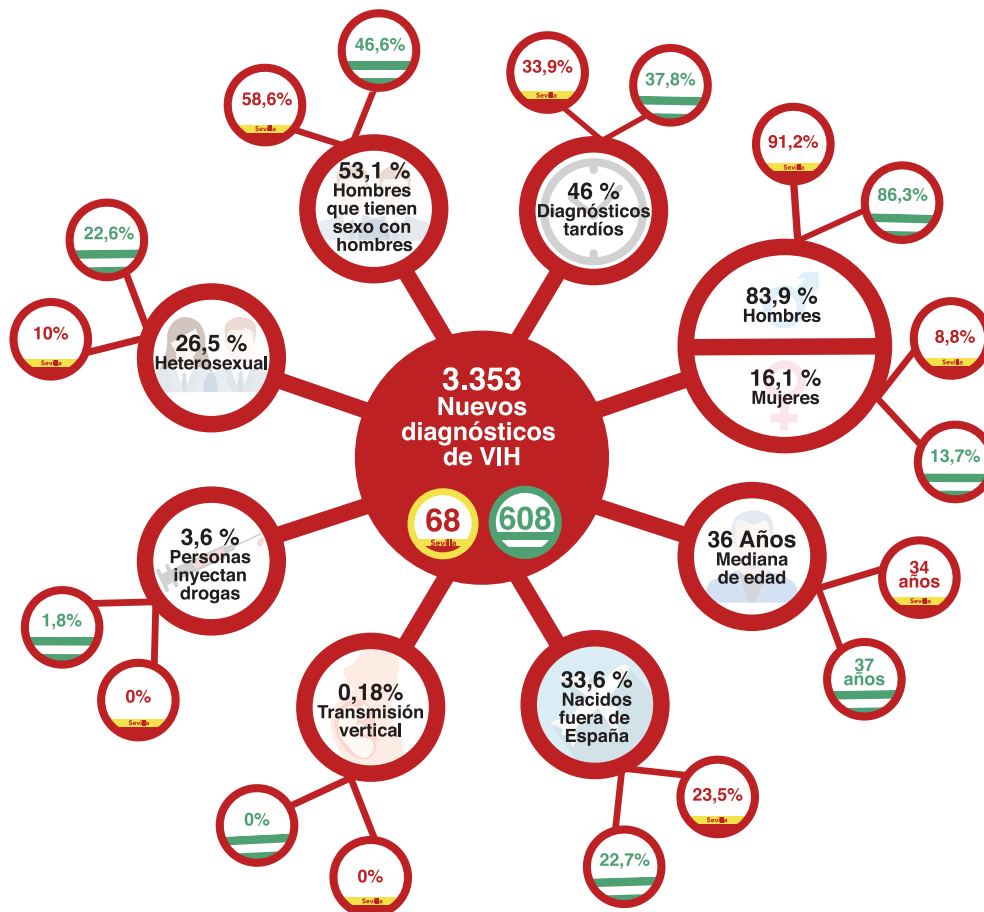 46,6%
58,6%
Sevilla
53,1 %
Hombres
que tienen
sexo con
hombres
33,9%
Sevilla
37,8%
46 %
Diagnósticos
tardíos
91,2%
Sevilla
86,3%
83,9 %
Hombres
16,1 %
Mujeres
8,8%
Sevilla
13,7%
22,6%
10%
Sevilla
26,5 %
Heterosexual
3.353
Nuevos
diagnósticos
de VIH
68
Sevilla
608
3,6 %
Personas
inyectan
drogas
1,8%
0%
Sevilla
36 Años
Mediana
de edad
34
años
Sevilla
37
años
0,18%
Transmisión
vertical
0%
0%
Sevilla
33,6 %
Nacidos
fuera de
España
23,5%
Sevilla
22,7%